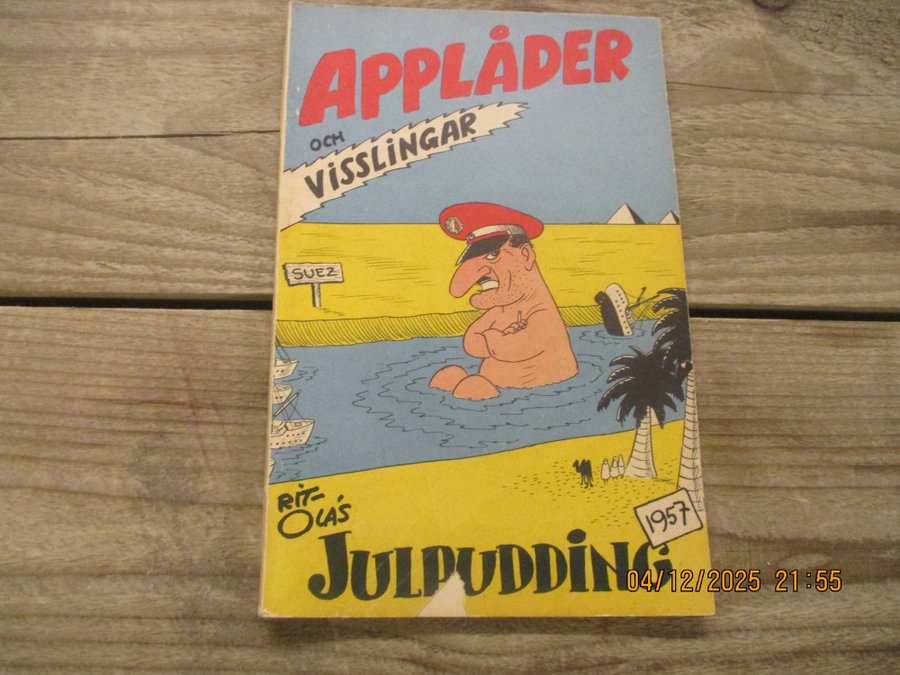 APPLÅDER
OCH
VISSLINGAR
SUEZ
RIT-
OLA'S
1957
JULPUDDING
04/12/2025 21:55